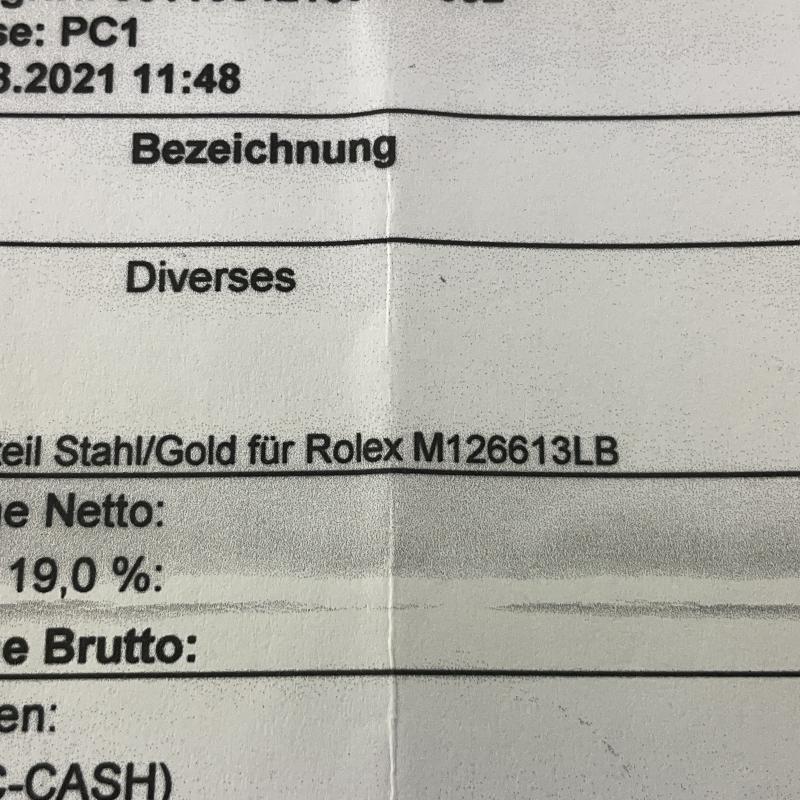 se: PC1
3.2021 11:48
Bezeichnung
Diverses
teil Stahl/Gold für Rolex M126613LB
e Netto:
19,0 %:
e Brutto:
en:
C-CASH)